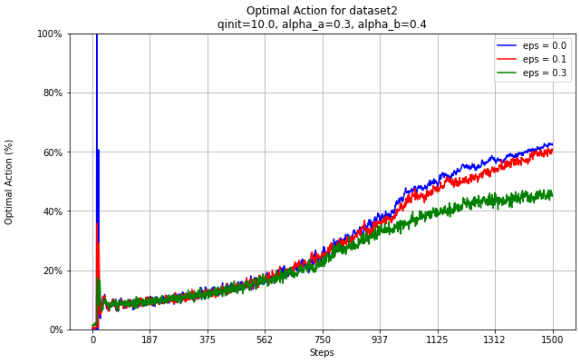 Optimal Action for dataset2
qinit=10.0, alpha_a=0.3, alpha_b=0.4
100%
80%
60%
40%
20%
0%
Optimal Action (%)
eps = 0.0
eps = 0.1
eps = 0.3
0 187 375 562 750 937 1125 1312 1500
Steps